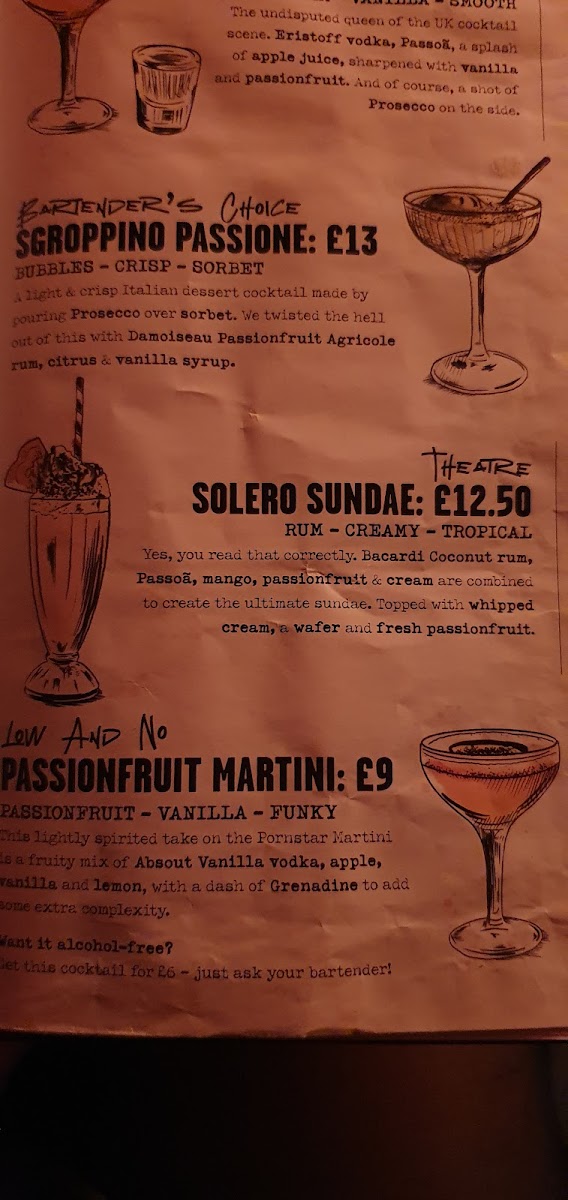 VANILLA - SMOOTH
The undisputed queen of the UK cocktail
scene. Eristoff vodka, Passoã, a splash
of apple juice, sharpened with vanilla
and passionfruit. And of course, a shot of
Prosecco on the side.
BARTENDER'S CHOICE
SGROPPINO PASSIONE: £13
BUBBLES - CRISP - SORBET
A light & crisp Italian dessert cocktail made by
pouring Prosecco over sorbet. We twisted the hell
out of this with Damoiseau Passionfruit Agricole
rum, citrus & vanilla syrup.
THEATRE
SOLERO SUNDAE: £12.50
RUM - CREAMY - TROPICAL
Yes, you read that correctly. Bacardi Coconut rum,
Passoã, mango, passionfruit & cream are combined
to create the ultimate sundae. Topped with whipped
cream, a wafer and fresh passionfruit.
LOW AND NO
PASSIONFRUIT MARTINI: £9
PASSIONFRUIT - VANILLA - FUNKY
This lightly spirited take on the Pornstar Martini
is a fruity mix of Absout Vanilla vodka, apple,
vanilla and lemon, with a dash of Grenadine to add
some extra complexity.
Want it alcohol-free?
Get this cocktail for £6 - just ask your bartender!